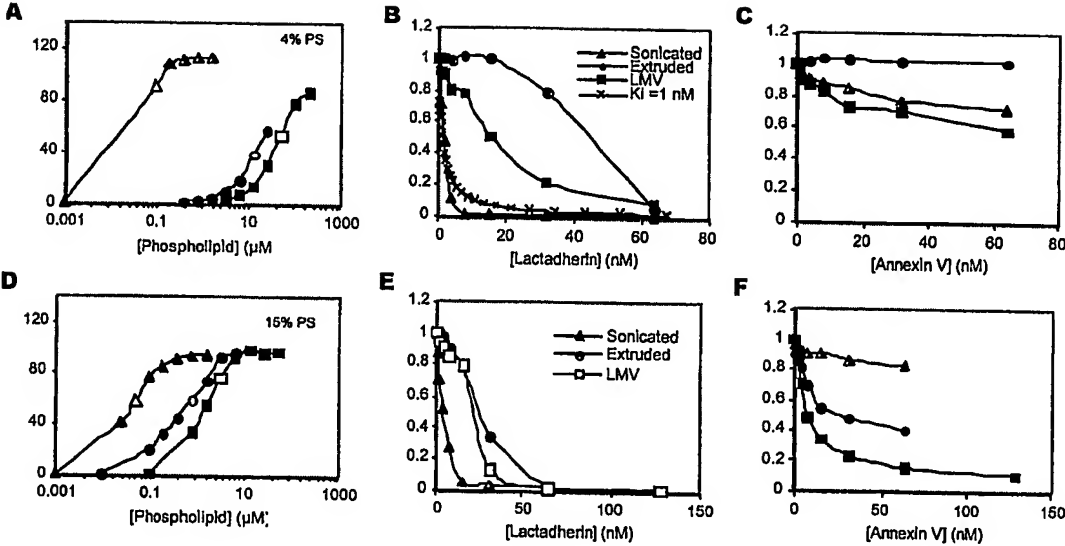 A
120
80
40
0
0.001
0.1
10
1000
4% PS
[Phospholipid] (µM
B
1.2
1
0.8
0.6
0.4
0.2
0
0
20
40
60
80
Sonicated
Extruded
LMV
Ki =1 nM
[Lactadherin] (nM)
C
1.2
1
0.8
0.6
0.4
0.2
0
0
20
40
60
80
[Annexin V] (nM)
D
120
80
40
0
0.001
0.1
10
1000
15% PS
[Phospholipid] (µM;
E
1.2
1
0.8
0.6
0.4
0.2
0
0
50
100
150
Sonicated
Extruded
LMV
[Lactadherin] (nM)
F
1.2
1
0.8
0.6
0.4
0.2
0
0
50
100
150
[Annexin V] (nM)